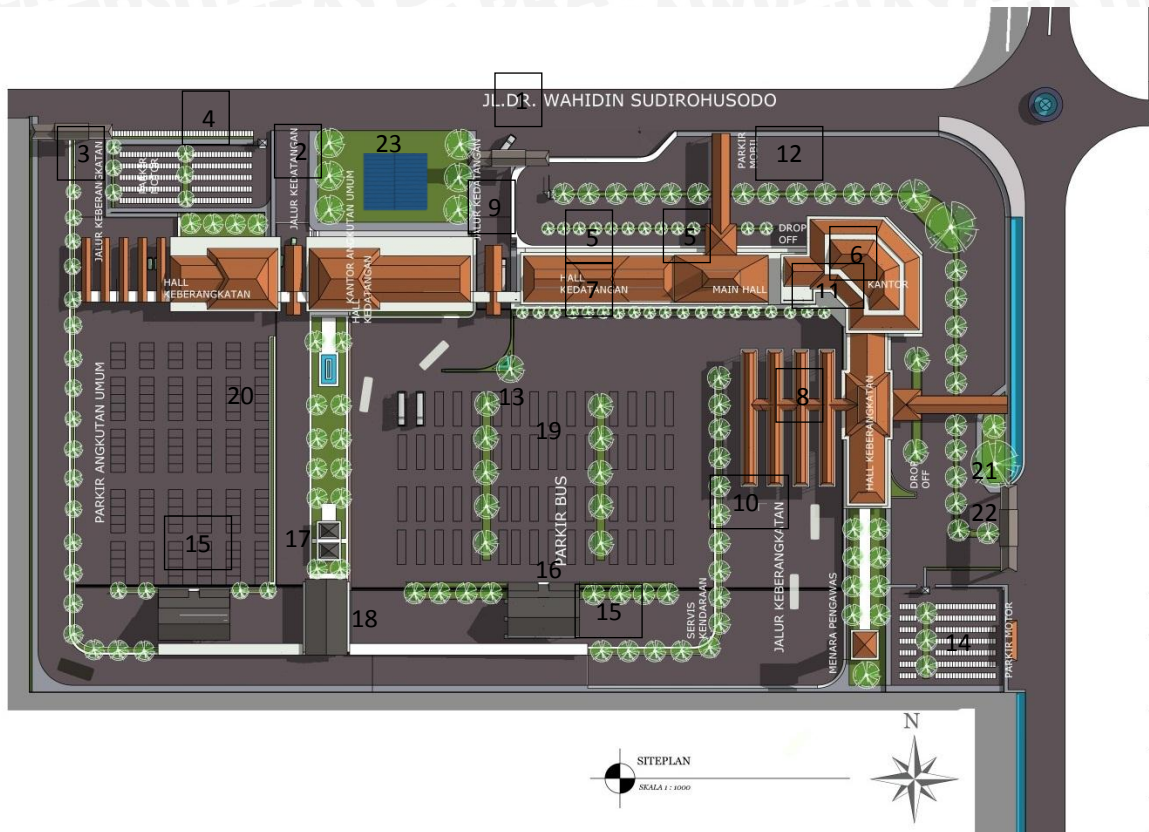 1
JL.DR. WAHIDIN SUDIROHUSODO
4
3
2
23
12
PARKIR
MOBIL
JALUR KEBERANGKATAN
PARKIR
MOTOR
JALUR KEDATANGAN
KANTOR ANGKUTAN UMUM
JALUR KEDATANGAN
9
5
5
DROP
OFF
6
HALL
KEBERANGKATAN
HALL
KEDATANGAN
HALL
KEDATANGAN
7
MAIN HALL
11
KANTOR
PARKIR ANGKUTAN UMUM
20
13
19
8
HALL KEBERANGKATAN
DROP
OFF
21
22
10
PARKIR BUS
JALUR KEBERANGKATAN
15
17
16
15
18
SERVIS
KENDARAAN
MENARA PENGAWAS
14
PARKIR MOTOR
N
SITEPLAN
SKALA 1 : 1000